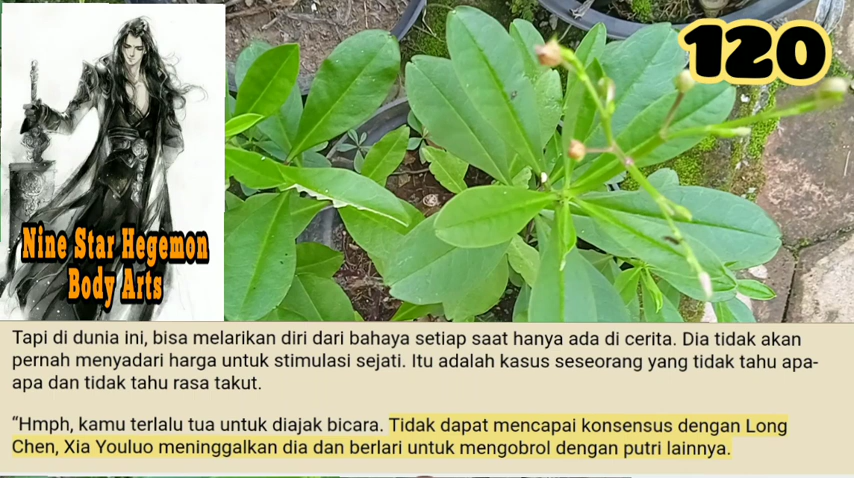 120
Nine Star Hegemon
Body Arts
Tapi di dunia ini, bisa melarikan diri dari bahaya setiap saat hanya ada di cerita. Dia tidak akan
pernah menyadari harga untuk stimulasi sejati. Itu adalah kasus seseorang yang tidak tahu apa-
apa dan tidak tahu rasa takut.
“Hmph, kamu terlalu tua untuk diajak bicara. Tidak dapat mencapai konsensus dengan Long
Chen, Xia Youluo meninggalkan dia dan berlari untuk mengobrol dengan putri lainnya.